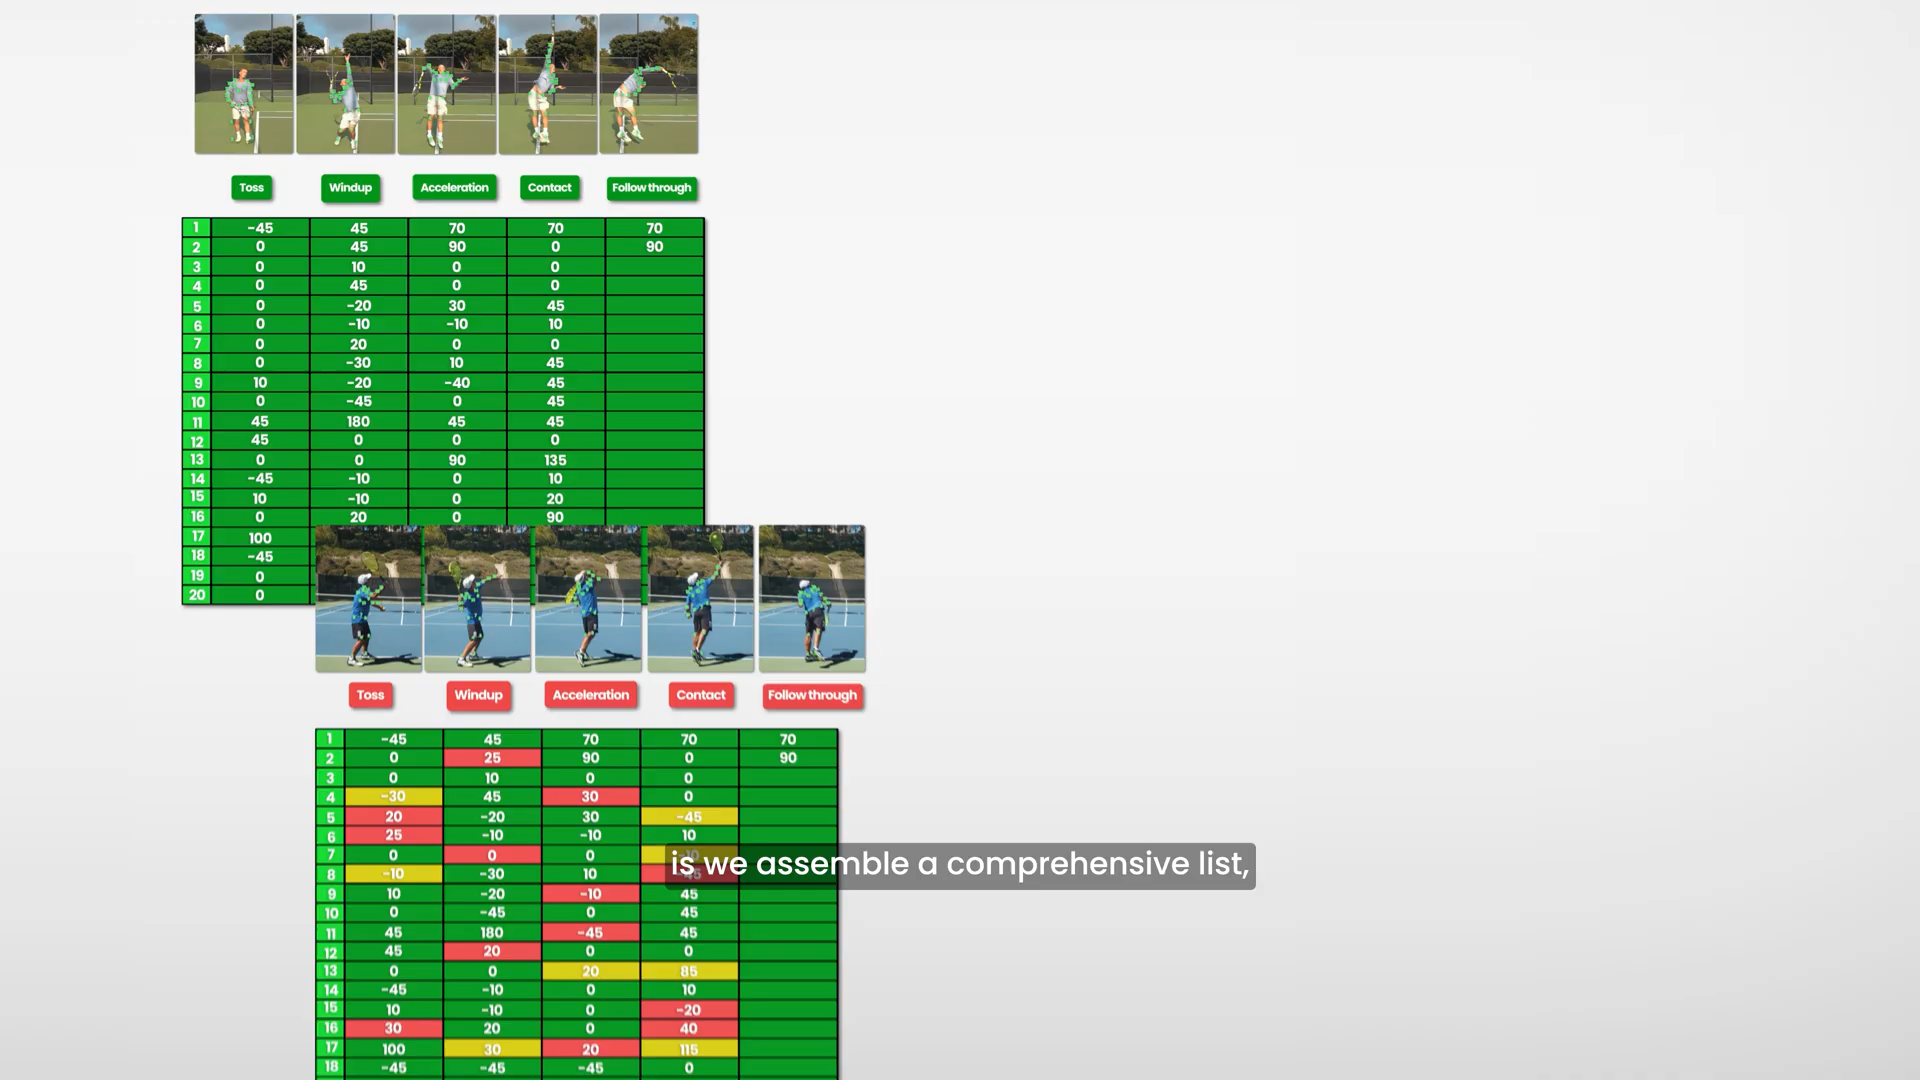 Toss Windup Acceleration Contact Follow through
1 -45 45 70 70 70
2 0 45 90 0 90
3 0 10 0 0
4 0 45 0 0
5 0 -20 30 45
6 0 -10 -10 10
7 0 20 0 0
8 0 -30 10 45
9 10 -20 -40 45
10 0 -45 0 45
11 45 180 45 45
12 45 0 0 0
13 0 0 90 135
14 -45 -10 0 10
15 10 -10 0 20
16 0 20 0 90
17 100
18 -45
19 0
20 0
Toss Windup Acceleration Contact Follow through
1 -45 45 70 70 70
2 0 25 90 0 90
3 0 10 0 0
4 -30 45 30 0
5 20 -20 30 -45
6 25 -10 -10 10
7 0 0 0
8 -10 -30 10
is we assemble a comprehensive list,
9 10 -20 -10 45
10 0 -45 0 45
11 45 180 -45 45
12 45 20 0 0
13 0 0 20 85
14 -45 -10 0 10
15 10 -10 0 -20
16 30 20 0 40
17 100 30 20 115
18 -45 -45 -45 0